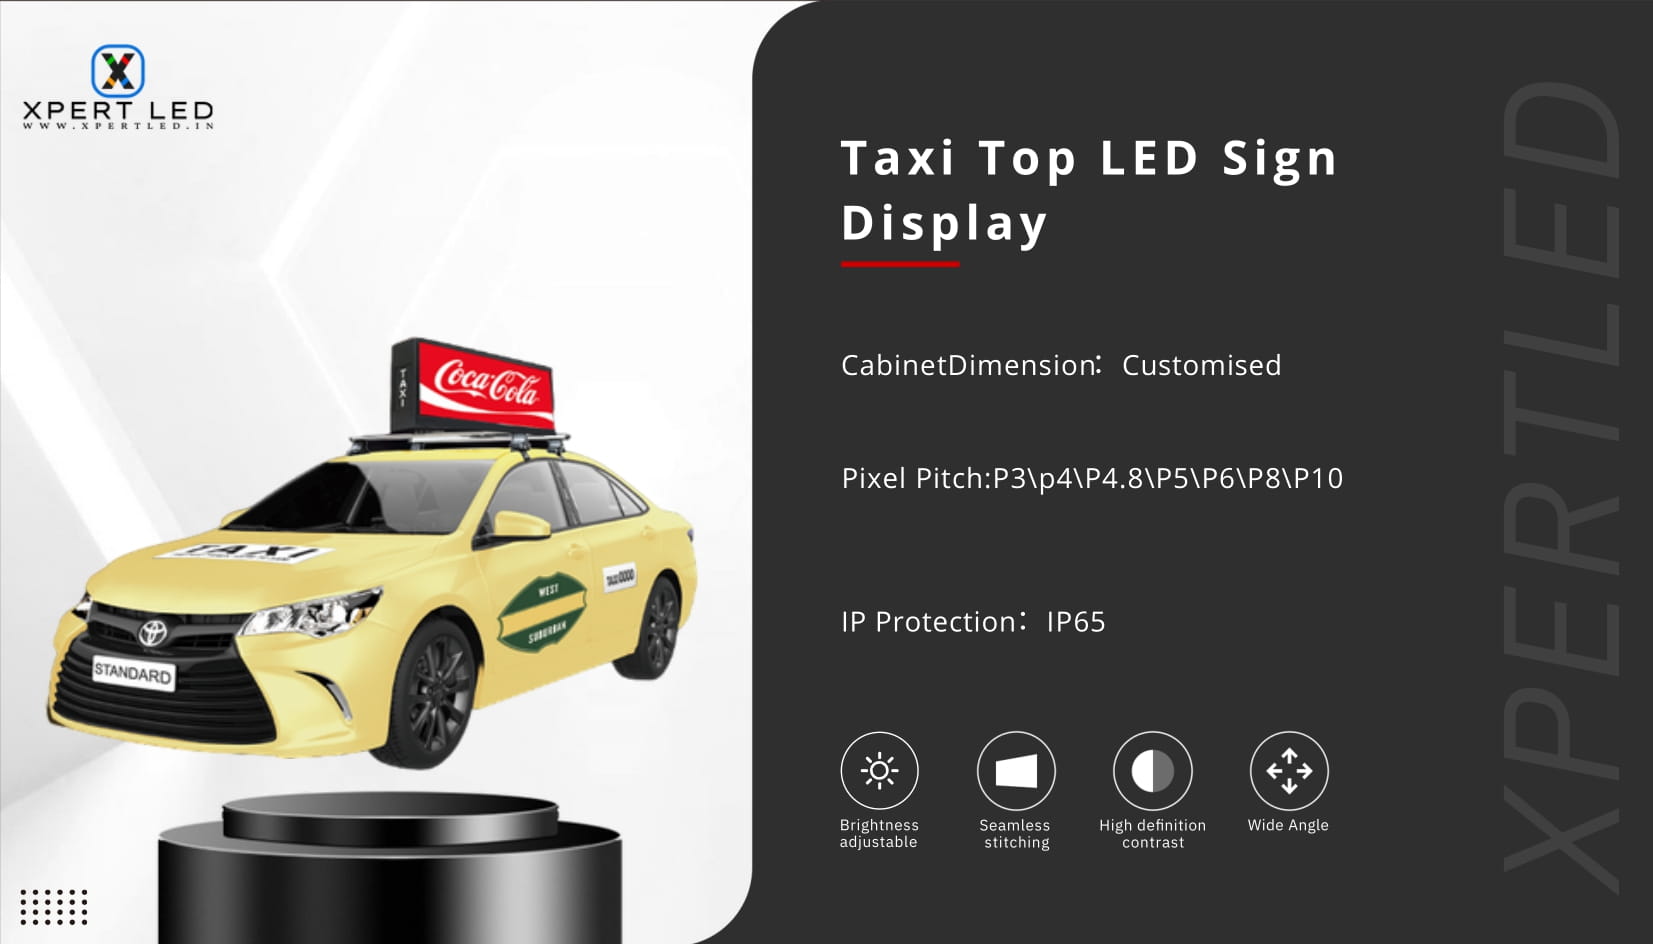 XPERT LED
WWW.XPERTLED.IN
Taxi Top LED Sign
Display
CabinetDimension： Customised
Pixel Pitch:P3\p4\P4.8\P5\P6\P8\P10
IP Protection： IP65
Brightness
adjustable
Seamless
stitching
High definition
contrast
Wide Angle
XPERTLED
TAXI
Coca-Cola
TAXI
WEST
SUBURBAN
TAXI0000
STANDARD